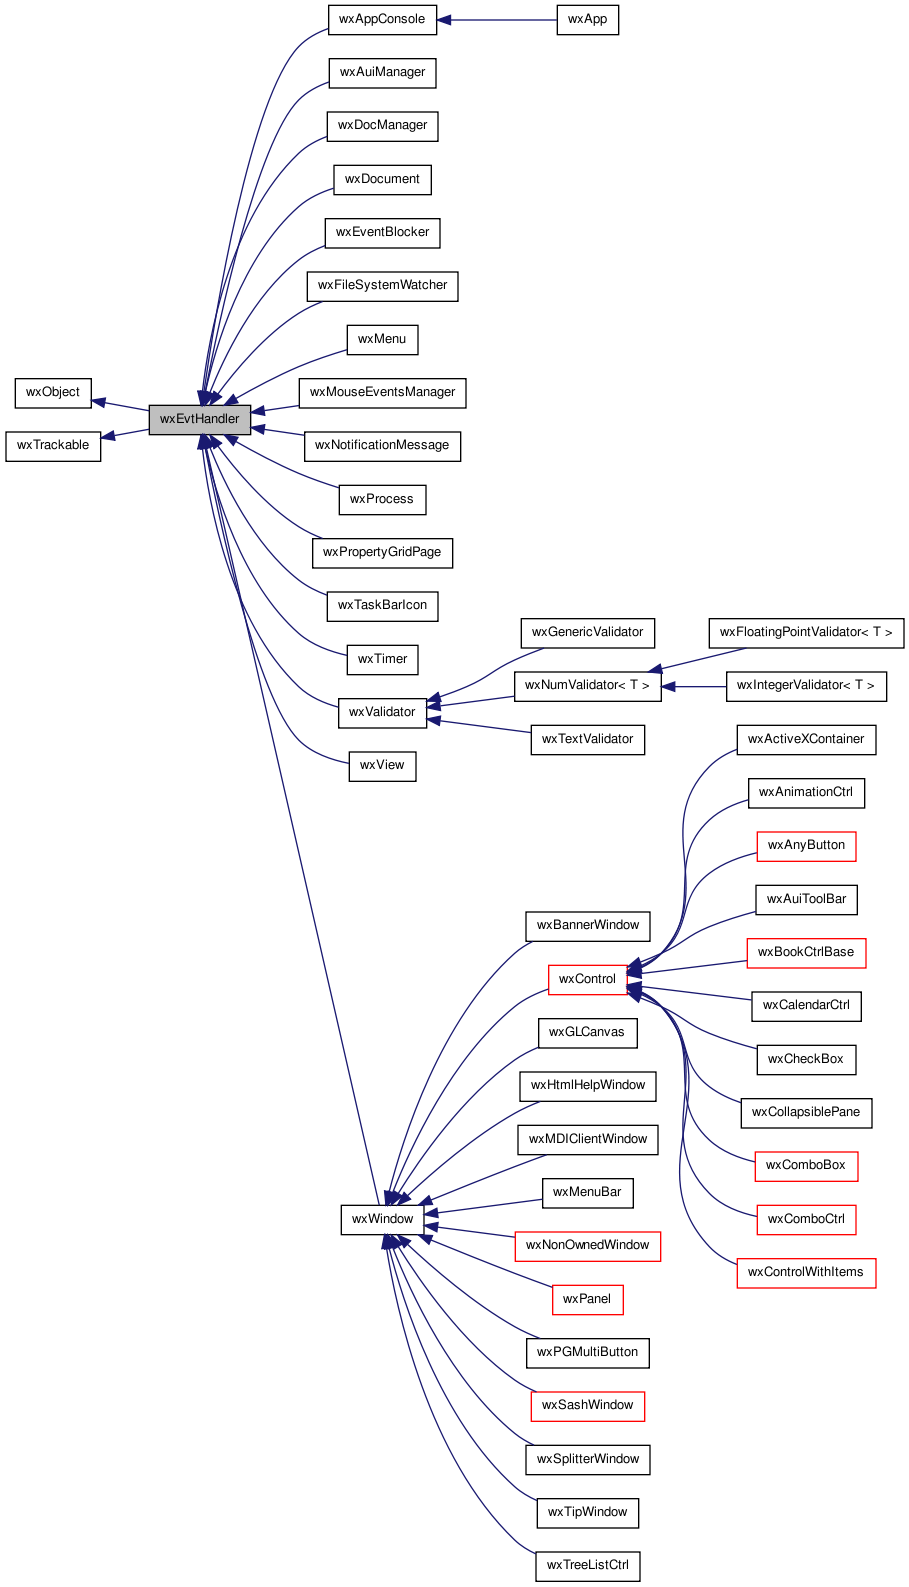 wxAppConsole
wxApp
wxAuiManager
wxDocManager
wxDocument
wxEventBlocker
wxFileSystemWatcher
wxMenu
wxObject
wxMouseEventsManager
wxEvtHandler
wxTrackable
wxNotificationMessage
wxProcess
wxPropertyGridPage
wxTaskBarIcon
wxGenericValidator
wxFloatingPointValidator< T >
wxTimer
wxNumValidator< T >
wxIntegerValidator< T >
wxValidator
wxTextValidator
wxActiveXContainer
wxView
wxAnimationCtrl
wxAnyButton
wxAuiToolBar
wxBannerWindow
wxBookCtrlBase
wxControl
wxCalendarCtrl
wxGLCanvas
wxCheckBox
wxHtmlHelpWindow
wxCollapsiblePane
wxMDIClientWindow
wxComboBox
wxMenuBar
wxWindow
wxComboCtrl
wxNonOwnedWindow
wxControlWithItems
wxPanel
wxPGMultiButton
wxSashWindow
wxSplitterWindow
wxTipWindow
wxTreeListCtrl